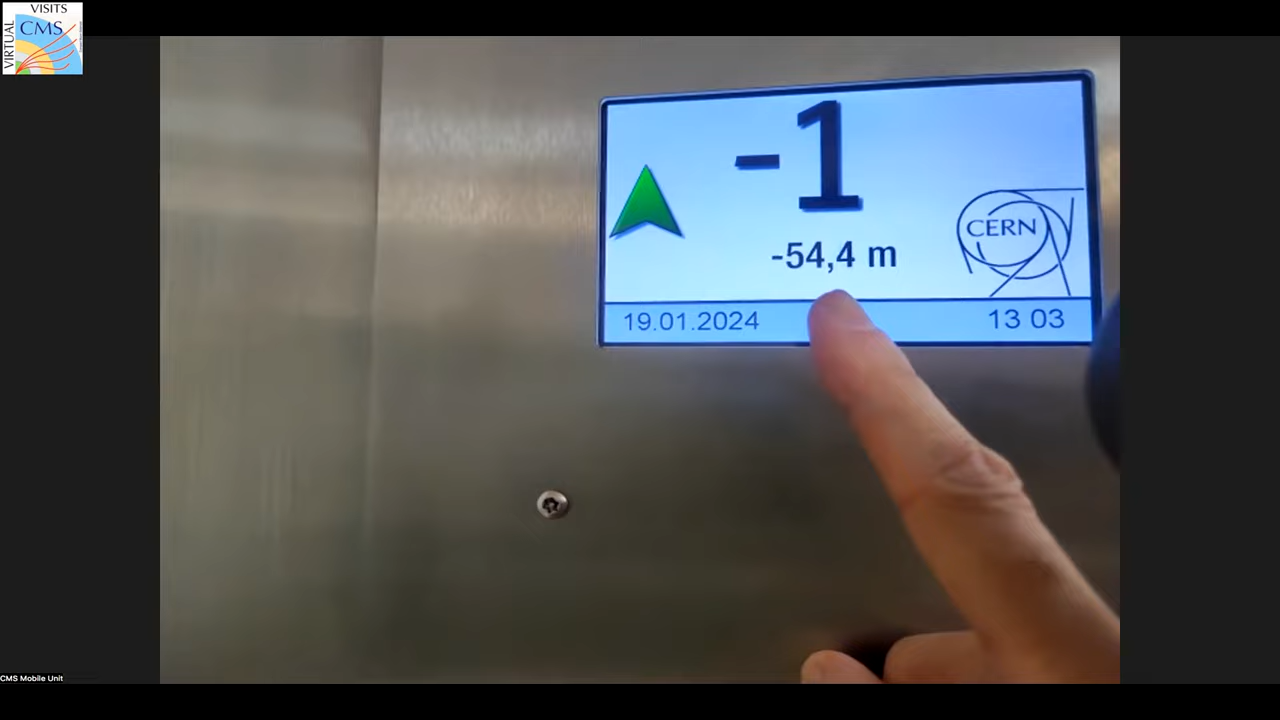 VISITS
VIRTUAL
CMS
-1
-54,4 m
CERN
19.01.2024
13 03
CMS Mobile Unit